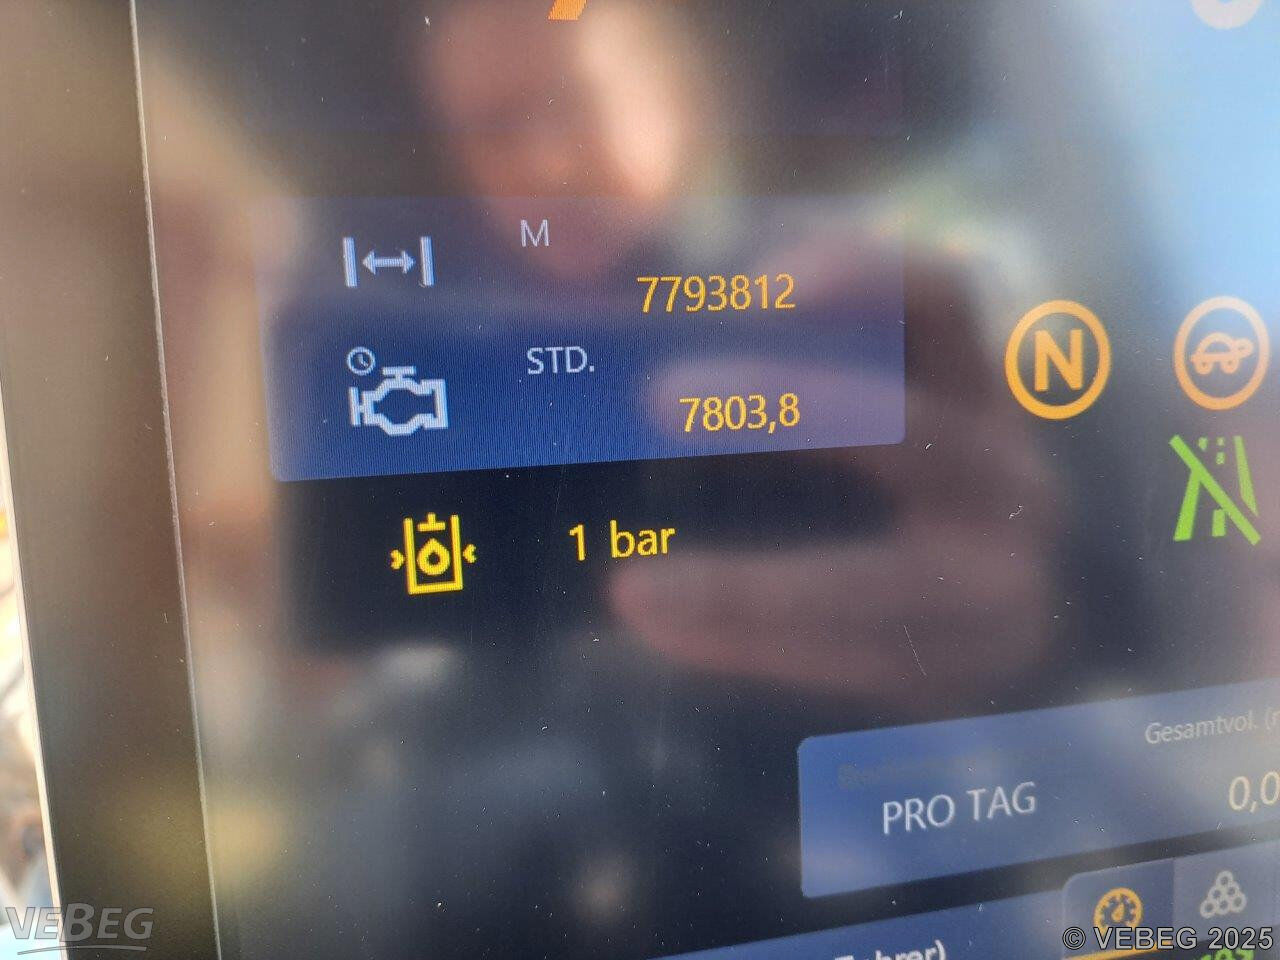 M
7793812
STD.
7803,8
N
1 bar
Gesamtvol.
PRO TAG
0,0
VEBEG
© VEBEG 2025